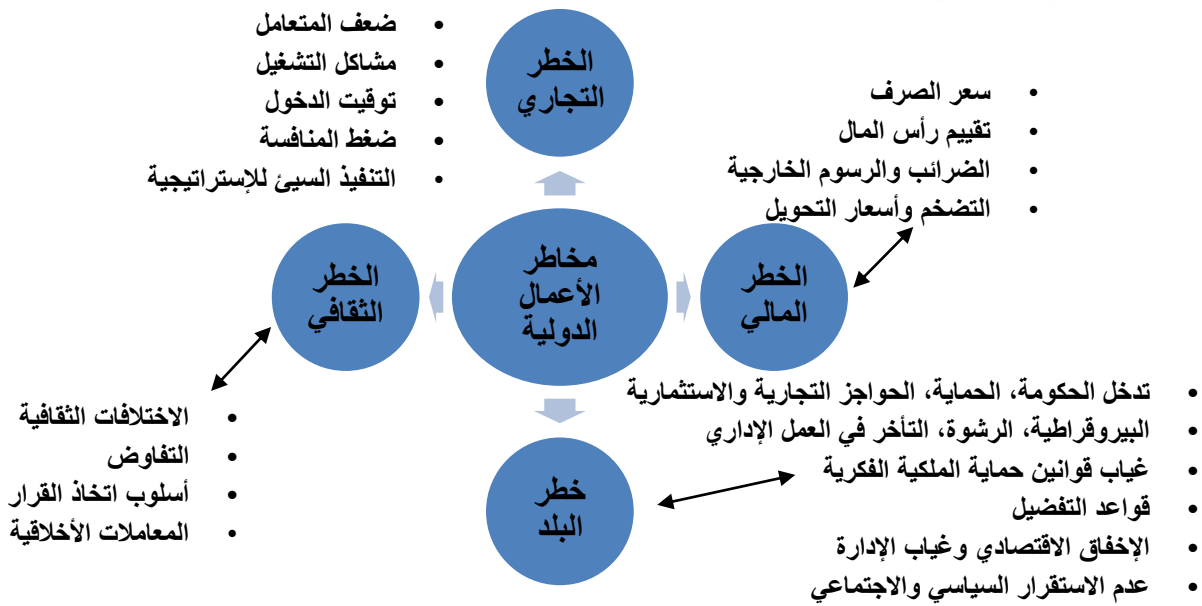 • ضعف المتعامل
• مشاكل التشغيل
• توقيت الدخول
• ضغط المنافسة
• التنفيذ السيئ للإستراتيجية
الخطر
التجاري
• سعر الصرف
• تقييم رأس المال
• الضرائب والرسوم الخارجية
• التضخم وأسعار التحويل
الخطر
المالي
مخاطر
الأعمال
الدولية
الخطر
الثقافي
• تدخل الحكومة، الحماية، الحواجز التجارية والاستثمارية
• البيروقراطية، الرشوة، التأخر في العمل الإداري
• غياب قوانين حماية الملكية الفكرية
• قواعد التفضيل
• الإخفاق الاقتصادي وغياب الإدارة
• عدم الاستقرار السياسي والاجتماعي
خطر
البلد
• الاختلافات الثقافية
• التفاوض
• أسلوب اتخاذ القرار
• المعاملات الأخلاقية